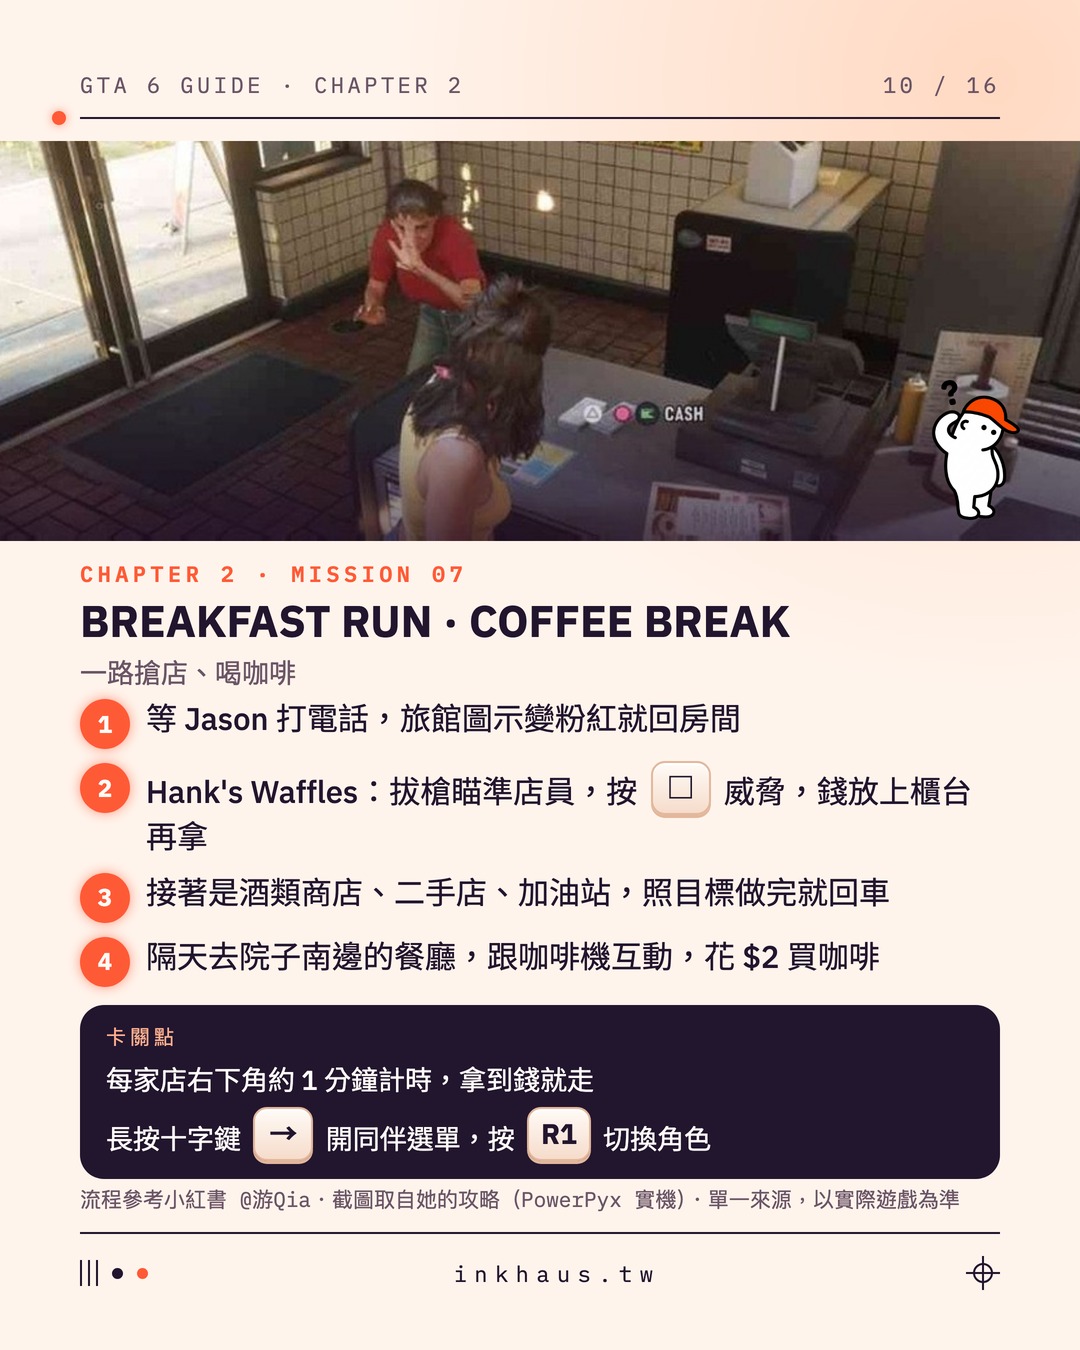 GTA 6 GUIDE · CHAPTER 2
10 / 16
?
CASH
CHAPTER 2 · MISSION 07
BREAKFAST RUN · COFFEE BREAK
一路搶店、喝咖啡
1 等 Jason 打電話，旅館圖示變粉紅就回房間
2 Hank's Waffles：拔槍瞄準店員，按 □ 威脅，錢放上櫃台
再拿
3 接著是酒類商店、二手店、加油站，照目標做完就回車
4 隔天去院子南邊的餐廳，跟咖啡機互動，花 $2 買咖啡
卡關點
每家店右下角約 1 分鐘計時，拿到錢就走
長按十字鍵 → 開同伴選單，按 R1 切換角色
流程參考小紅書 @游Qia · 截圖取自她的攻略（PowerPyx 實機）· 單一來源，以實際遊戲為準
inkhaus.tw